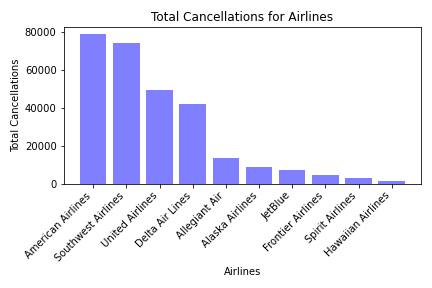 Total Cancellations for Airlines
Total Cancellations
80000
60000
40000
20000
0
American Airlines
Southwest Airlines
United Airlines
Delta Air Lines
Allegiant Air
Alaska Airlines
JetBlue
Frontier Airlines
Spirit Airlines
Hawaiian Airlines
Airlines